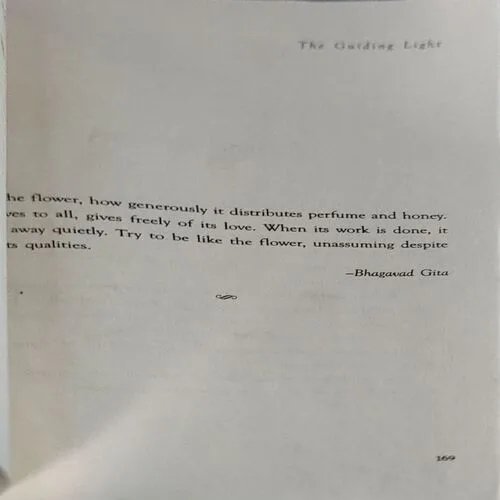 The Guiding Light
he flower, how generously it distributes perfume and honey.
ves to all, gives freely of its love. When its work is done, it
away quietly. Try to be like the flower, unassuming despite
ts qualities.
—Bhagavad Gita
169